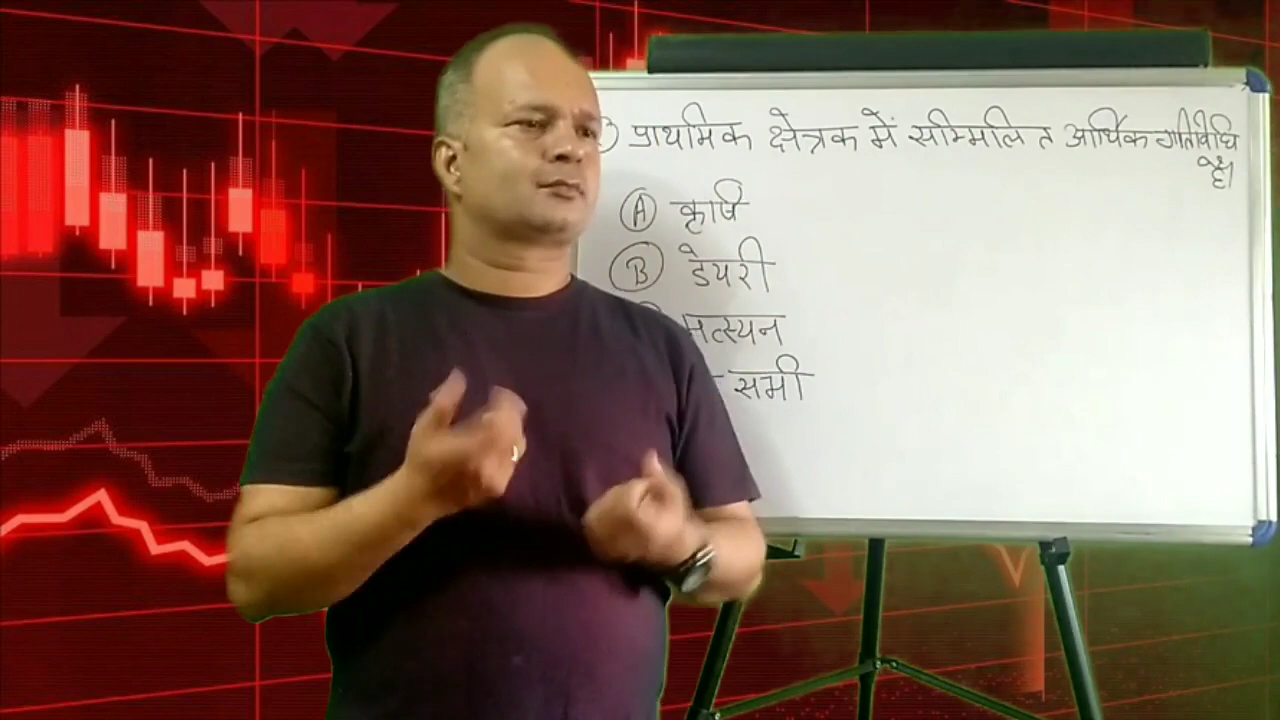 ) प्राथमिक क्षेत्रक में सम्मिलित आर्थिक गतिविधि
है।
(A) कृषि
(B) डेयरी
मत्स्यन
सभी